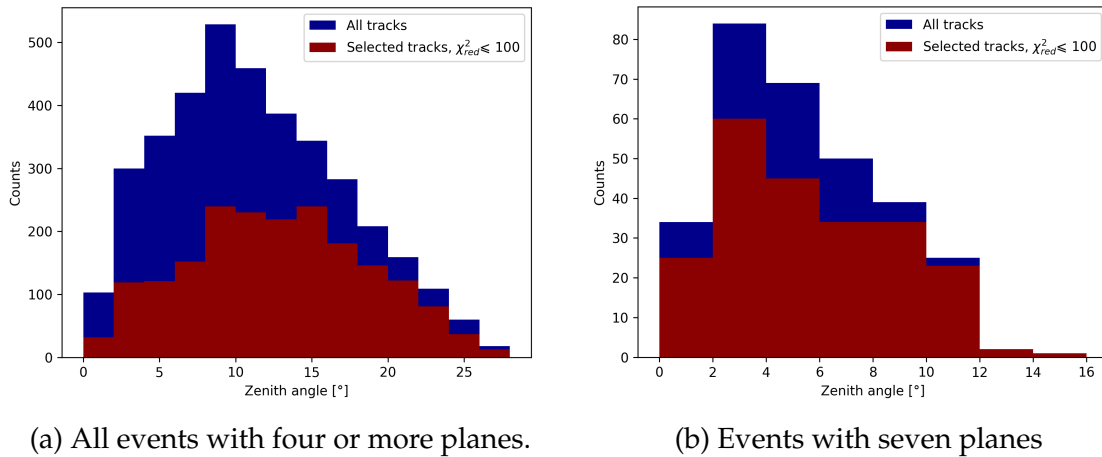 All tracks
Selected tracks, χ²red ⩽ 100
500
400
300
200
100
0
Counts
0 5 10 15 20 25
Zenith angle [°]
(a) All events with four or more planes.
All tracks
Selected tracks, χ²red ⩽ 100
80
70
60
50
40
30
20
10
0
Counts
0 2 4 6 8 10 12 14 16
Zenith angle [°]
(b) Events with seven planes